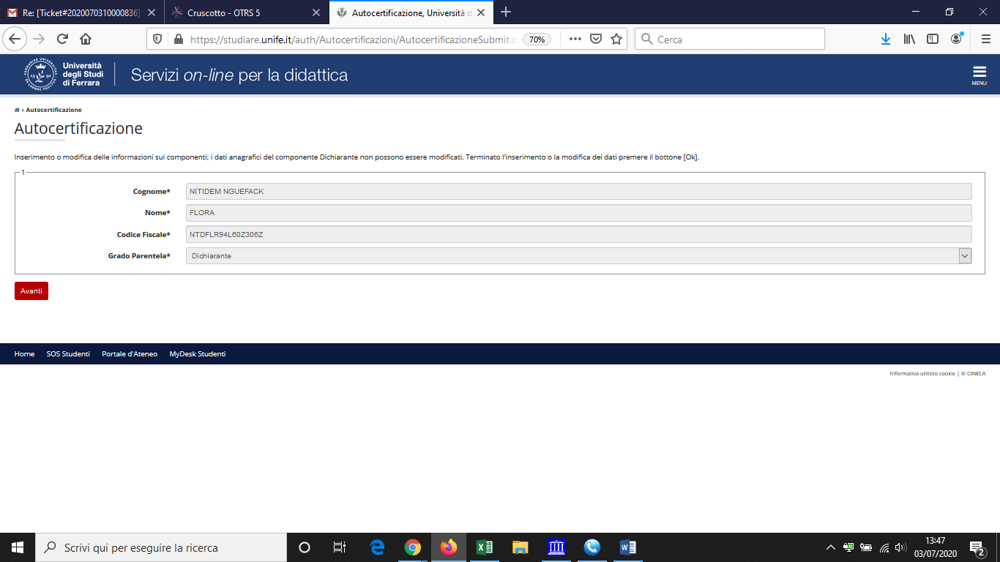 Re: [Ticket#2020070310000836]
Cruscotto - OTRS 5
Autocertificazione, Università d
https://studiare.unife.it/auth/Autocertificazioni/AutocertificazioneSubmit.d
70%
Cerca
Università
degli Studi
di Ferrara
Servizi on-line per la didattica
MENU
» Autocertificazione
Autocertificazione
Inserimento o modifica delle informazioni sui componenti; i dati anagrafici del componente Dichiarante non possono essere modificati. Terminato l'inserimento o la modifica dei dati premere il bottone [Ok].
1
Cognome* NITIDEM NGUEFACK
Nome* FLORA
Codice Fiscale* NTDFLR94L60Z306Z
Grado Parentela* Dichiarante
Avanti
Home SOS Studenti Portale d'Ateneo MyDesk Studenti
Informativa utilizzo cookie | © CINECA
Scrivi qui per eseguire la ricerca
13:47
03/07/2020
2